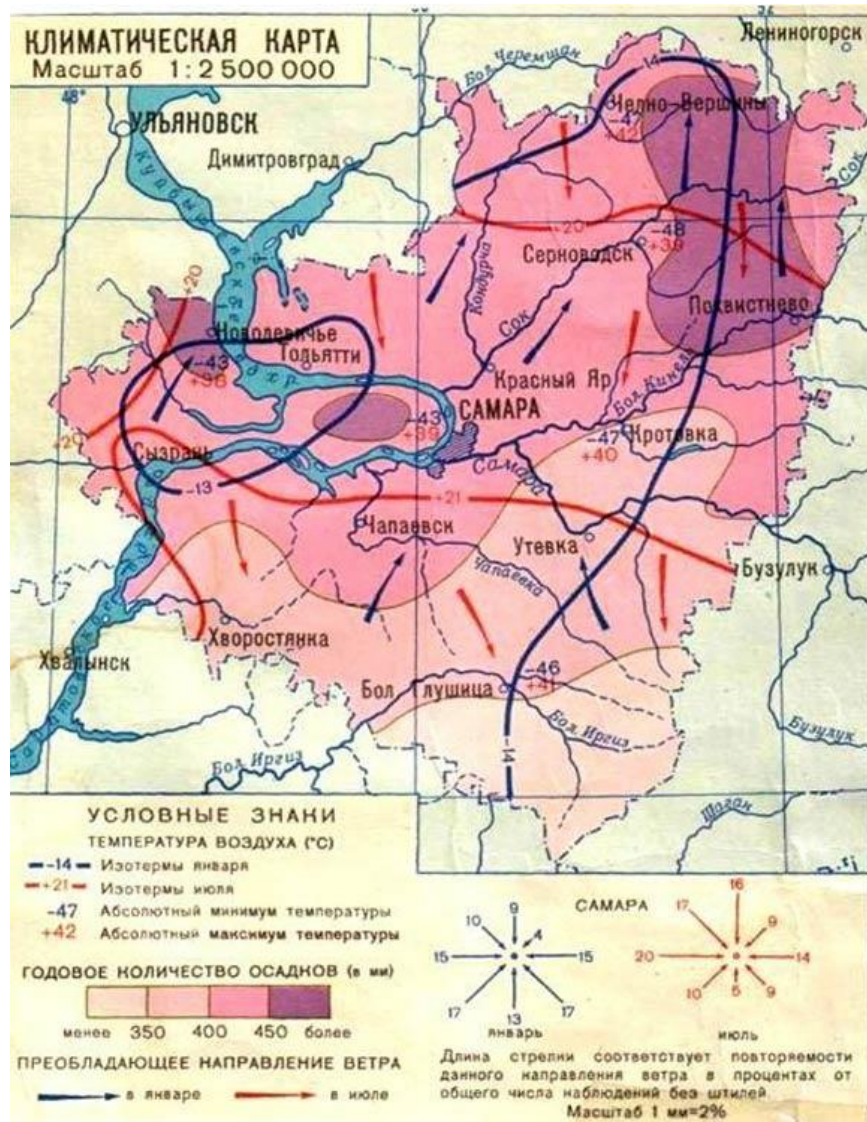 КЛИМАТИЧЕСКАЯ КАРТА
Масштаб 1:2 500 000
52
Лениногорск
48°
Бол. Черемшан
-14
УЛЬЯНОВСК
Челно-Вершины
-47
+42
Димитровград
Сок
+20
-48
Серноводск
+39
Кондурча
+20
Похвистнево
Новодевичье
Сок
Тольятти
-43
+38
Красный Яр
Бол. Кинель
-43
САМАРА
+39
+20
-47
Кротовка
+40
Сызрань
Самара
-13
+21
Чапаевск
Утевка
Бузулук
Чапаевка
Хворостянка
Хвалынск
-46
Бол. Глушица
+41
Бол. Иргиз
Бузулук
Бол. Иргиз
-14
Чаган
УСЛОВНЫЕ ЗНАКИ
ТЕМПЕРАТУРА ВОЗДУХА (°С)
-14 Изотермы января
+21 Изотермы июля
-47 Абсолютный минимум температуры
+42 Абсолютный максимум температуры
ГОДОВОЕ КОЛИЧЕСТВО ОСАДКОВ (в мм)
менее 350 400 450 более
ПРЕОБЛАДАЮЩЕЕ НАПРАВЛЕНИЕ ВЕТРА
в январе в июле
САМАРА
9
10 4
15 15
17 17
13
январь
16
17 9
20 14
10 9
6
июль
Длина стрелки соответствует повторяемости
данного направления ветра в процентах от
общего числа наблюдений без штилей.
Масштаб 1 мм=2%